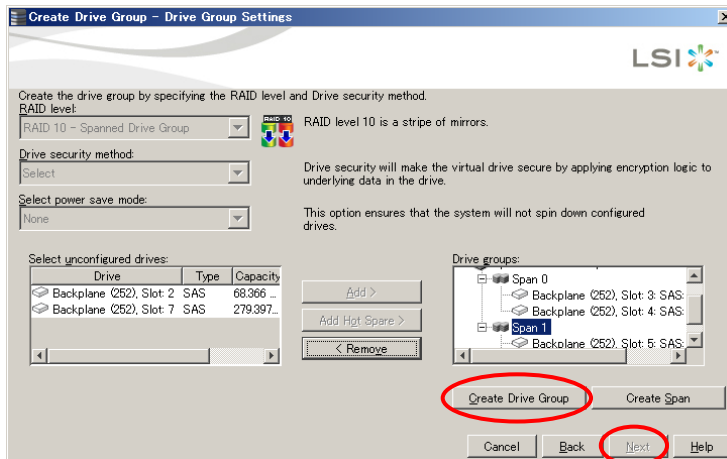 Create Drive Group - Drive Group Settings
LSI
Create the drive group by specifying the RAID level and Drive security method.
RAID level:
RAID 10 - Spanned Drive Group
RAID 10
RAID level 10 is a stripe of mirrors.
Drive security method:
Select
Drive security will make the virtual drive secure by applying encryption logic to
underlying data in the drive.
Select power save mode:
None
This option ensures that the system will not spin down configured
drives.
Select unconfigured drives:
Drive Type Capacity
Backplane (252), Slot: 2 SAS 68.366 ...
Backplane (252), Slot: 7 SAS 279.397...
Add >
Add Hot Spare >
< Remove
Drive groups:
Span 0
Backplane (252), Slot: 3: SAS:
Backplane (252), Slot: 4: SAS:
Span 1
Backplane (252), Slot: 5: SAS:
Create Drive Group
Create Span
Cancel
Back
Next
Help